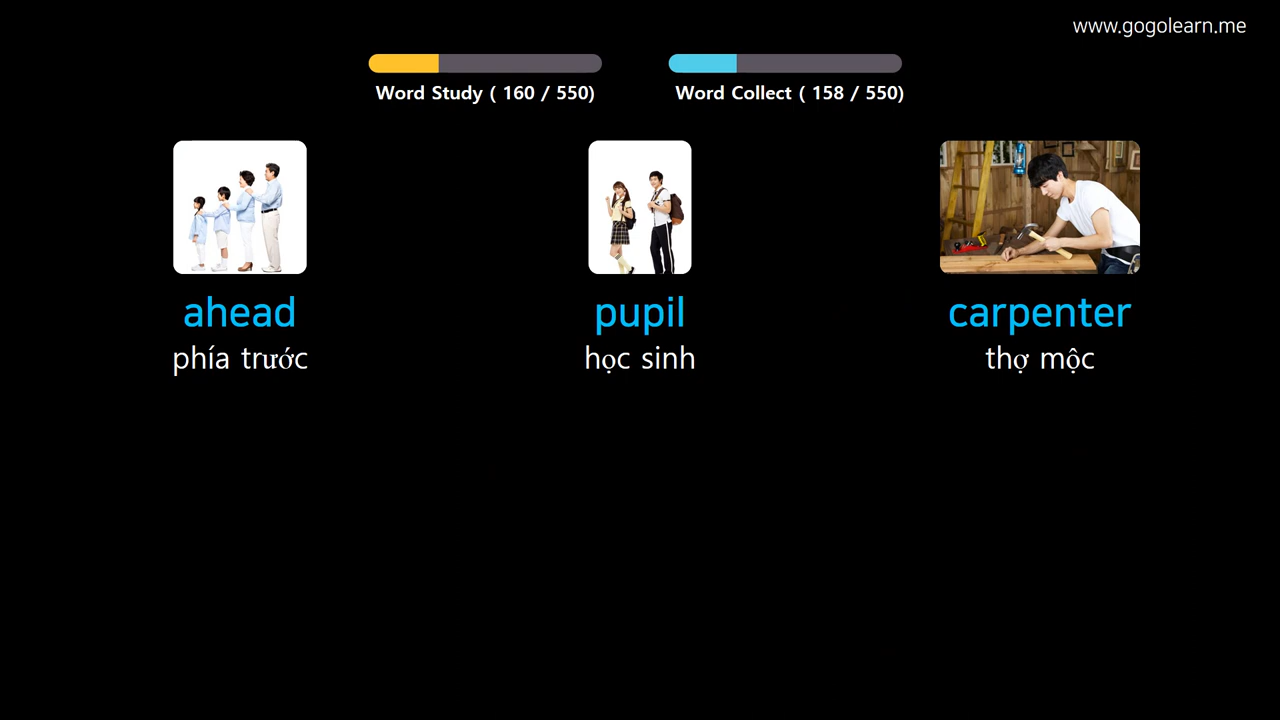 www.gogolearn.me
Word Study ( 160 / 550)
Word Collect ( 158 / 550)
ahead
phía trước
pupil
học sinh
carpenter
thợ mộc